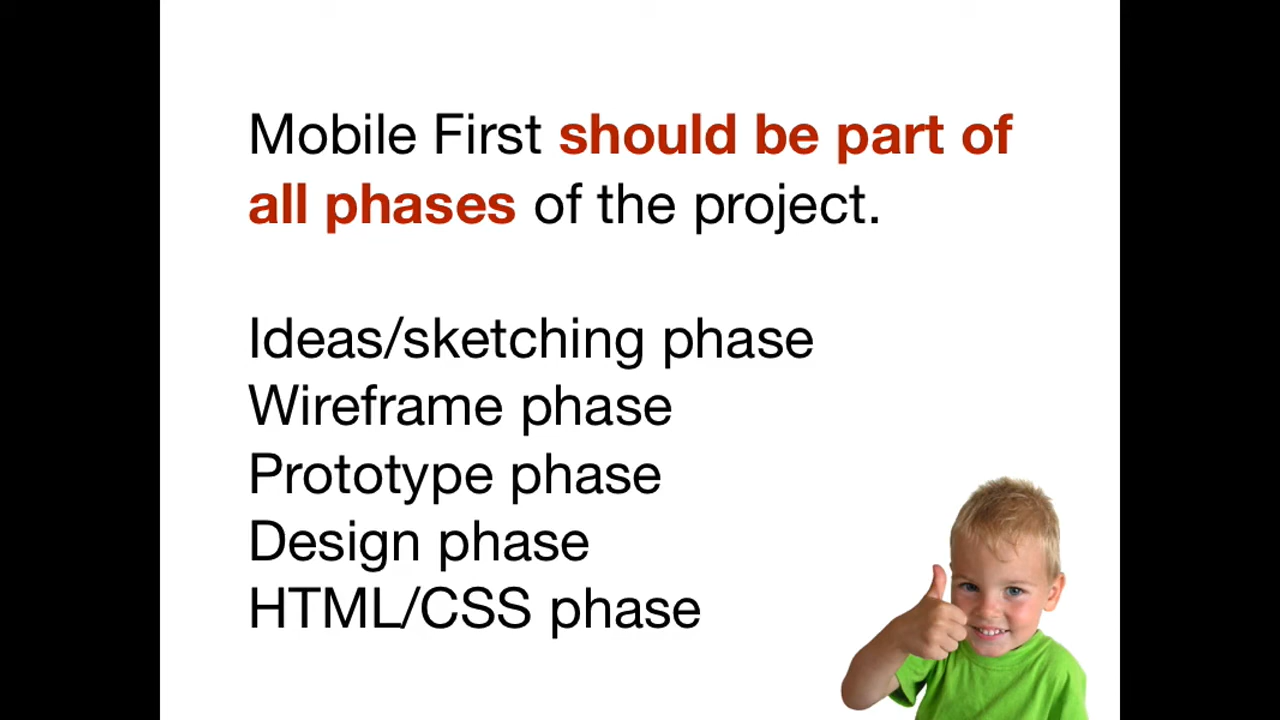 Mobile First should be part of
all phases of the project.
Ideas/sketching phase
Wireframe phase
Prototype phase
Design phase
HTML/CSS phase